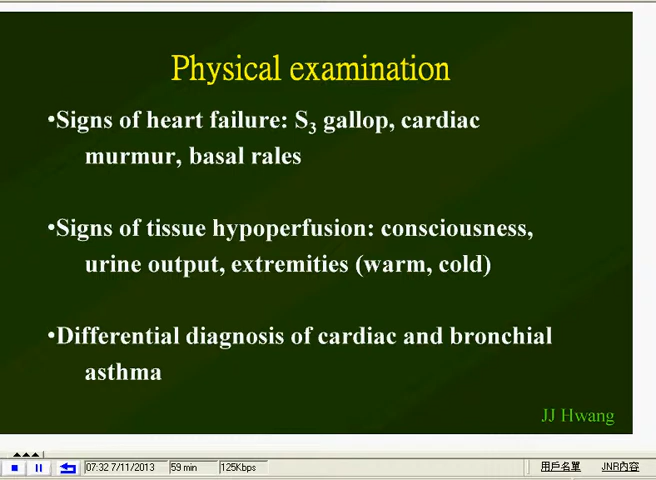 Physical examination
•Signs of heart failure: S₃ gallop, cardiac
murmur, basal rales
•Signs of tissue hypoperfusion: consciousness,
urine output, extremities (warm, cold)
•Differential diagnosis of cardiac and bronchial
asthma
JJ Hwang
07:32 7/11/2013 59 min 125Kbps 用戶名單 JNR內容